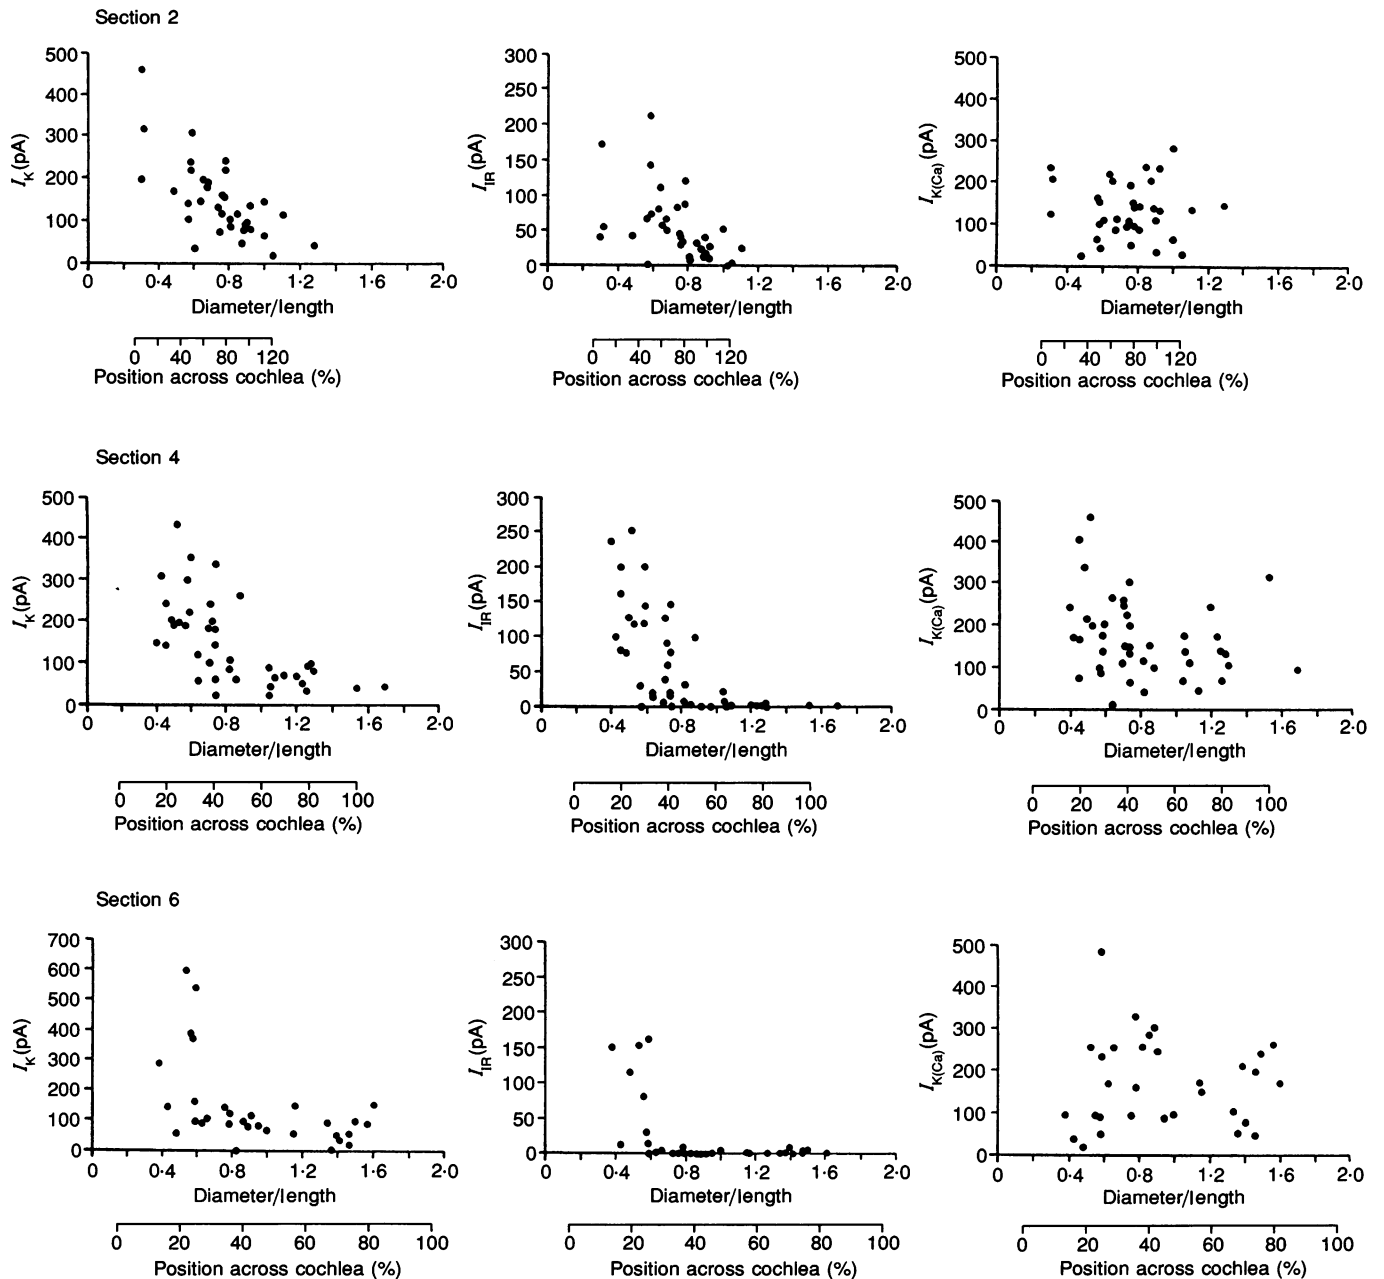 Section 2
500
400
300
200
100
0
I_K (pA)
0 0·4 0·8 1·2 1·6 2·0
Diameter/length
0 40 80 120
Position across cochlea (%)
300
250
200
150
100
50
0
I_IR (pA)
0 0·4 0·8 1·2 1·6 2·0
Diameter/length
0 40 80 120
Position across cochlea (%)
500
400
300
200
100
0
I_K(Ca) (pA)
0 0·4 0·8 1·2 1·6 2·0
Diameter/length
0 40 80 120
Position across cochlea (%)
Section 4
500
400
300
200
100
0
I_K (pA)
0 0·4 0·8 1·2 1·6 2·0
Diameter/length
0 20 40 60 80 100
Position across cochlea (%)
300
250
200
150
100
50
0
I_IR (pA)
0 0·4 0·8 1·2 1·6 2·0
Diameter/length
0 20 40 60 80 100
Position across cochlea (%)
500
400
300
200
100
0
I_K(Ca) (pA)
0 0·4 0·8 1·2 1·6 2·0
Diameter/length
0 20 40 60 80 100
Position across cochlea (%)
Section 6
700
600
500
400
300
200
100
0
I_K (pA)
0 0·4 0·8 1·2 1·6 2·0
Diameter/length
0 20 40 60 80 100
Position across cochlea (%)
300
250
200
150
100
50
0
I_IR (pA)
0 0·4 0·8 1·2 1·6 2·0
Diameter/length
0 20 40 60 80 100
Position across cochlea (%)
500
400
300
200
100
0
I_K(Ca) (pA)
0 0·4 0·8 1·2 1·6 2·0
Diameter/length
0 20 40 60 80 100
Position across cochlea (%)